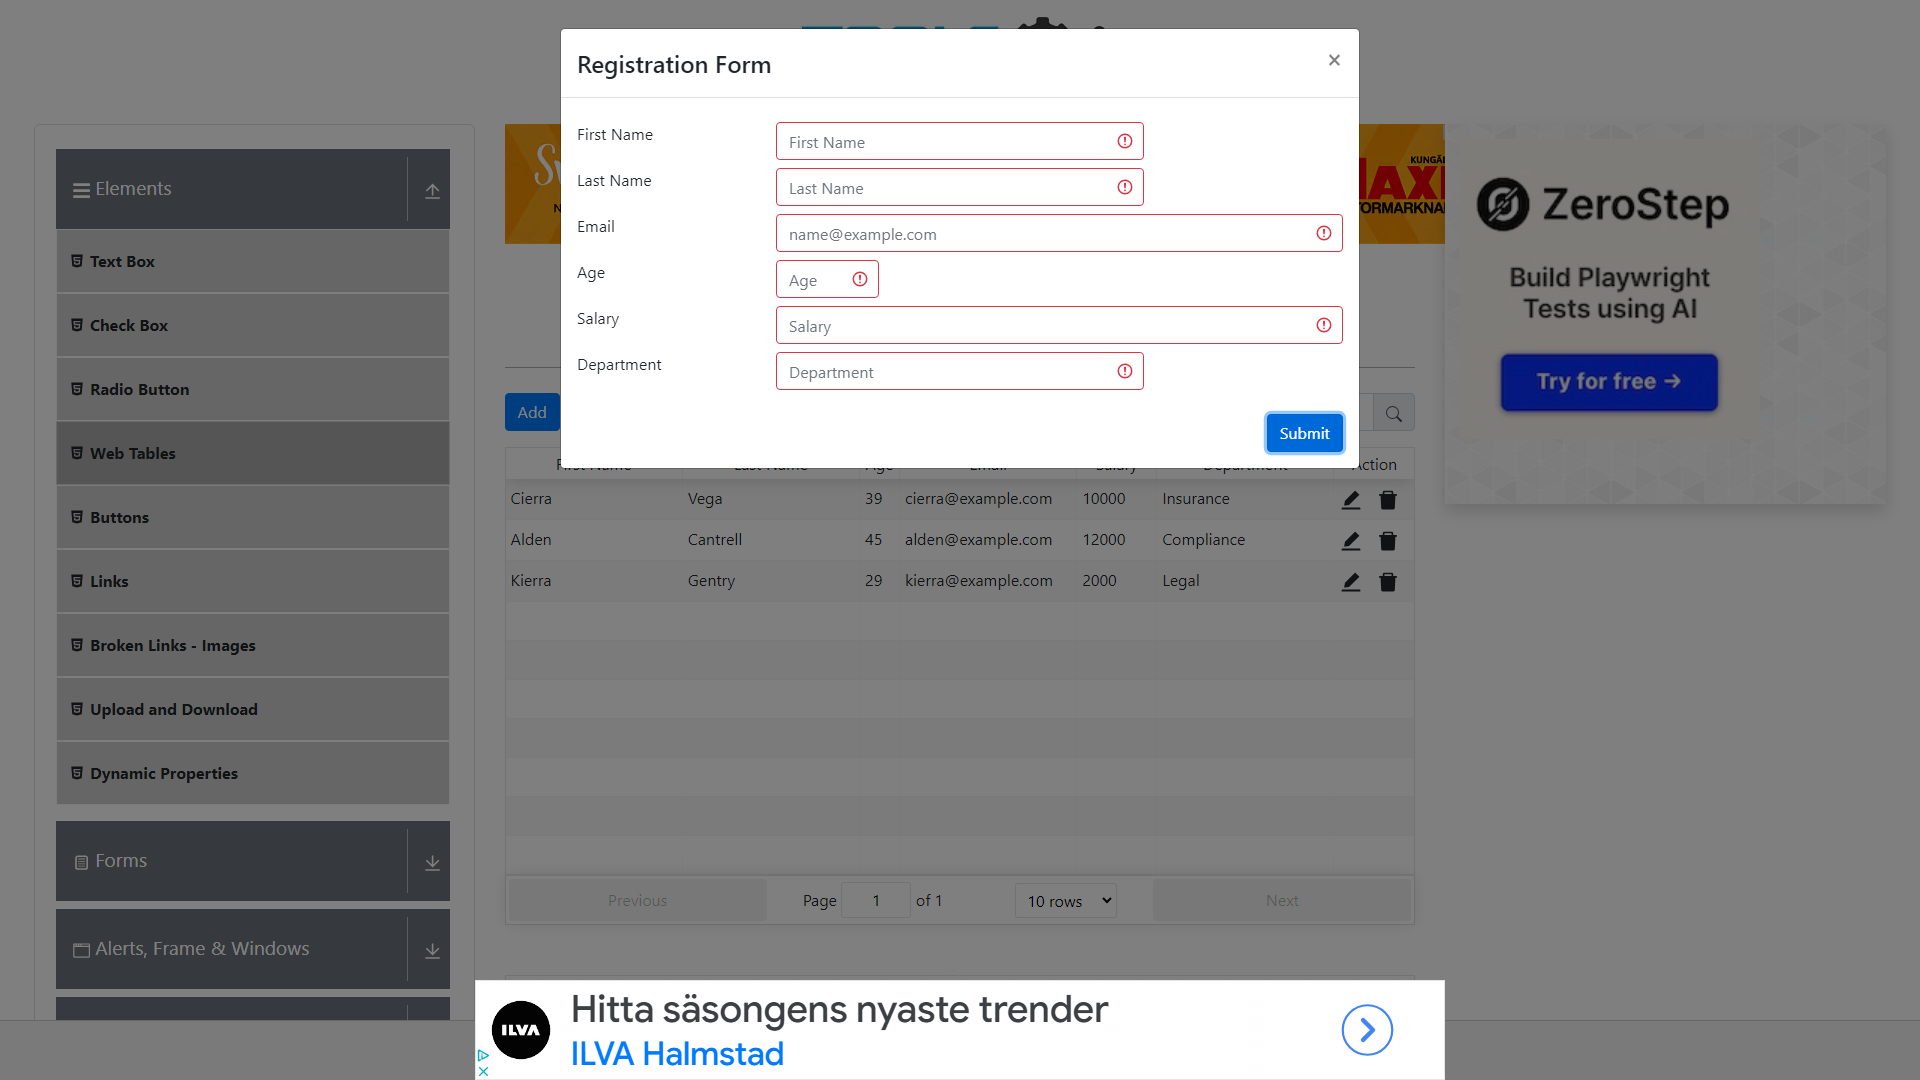 Registration Form
×
First Name
First Name
Last Name
Last Name
Email
name@example.com
Age
Age
Salary
Salary
Department
Department
Submit
Elements
Text Box
Check Box
Radio Button
Web Tables
Buttons
Links
Broken Links - Images
Upload and Download
Dynamic Properties
Forms
Alerts, Frame & Windows
KUNGÄL
ZeroStep
Build Playwright
Tests using AI
Try for free →
Add
First Name Last Name Age Email Salary Department Action
Cierra Vega 39 cierra@example.com 10000 Insurance
Alden Cantrell 45 alden@example.com 12000 Compliance
Kierra Gentry 29 kierra@example.com 2000 Legal
Previous Page 1 of 1 10 rows Next
ILVA
Hitta säsongens nyaste trender
ILVA Halmstad